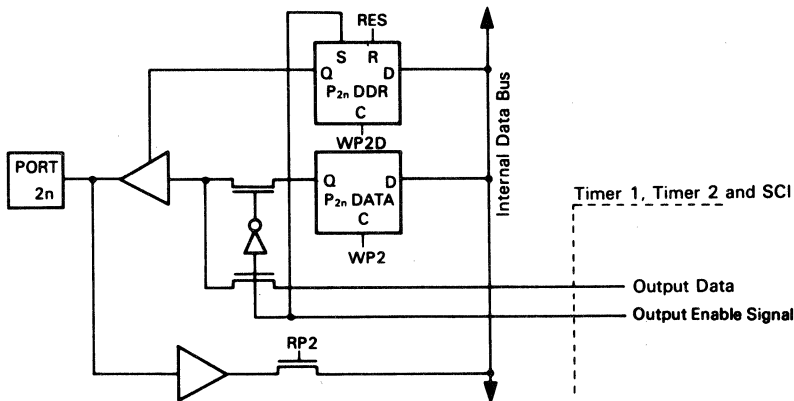 RES
S R
Q D
P2n DDR
C
WP2D
PORT
2n
Q D
P2n DATA
C
WP2
Internal Data Bus
Timer 1, Timer 2 and SCI
Output Data
Output Enable Signal
RP2